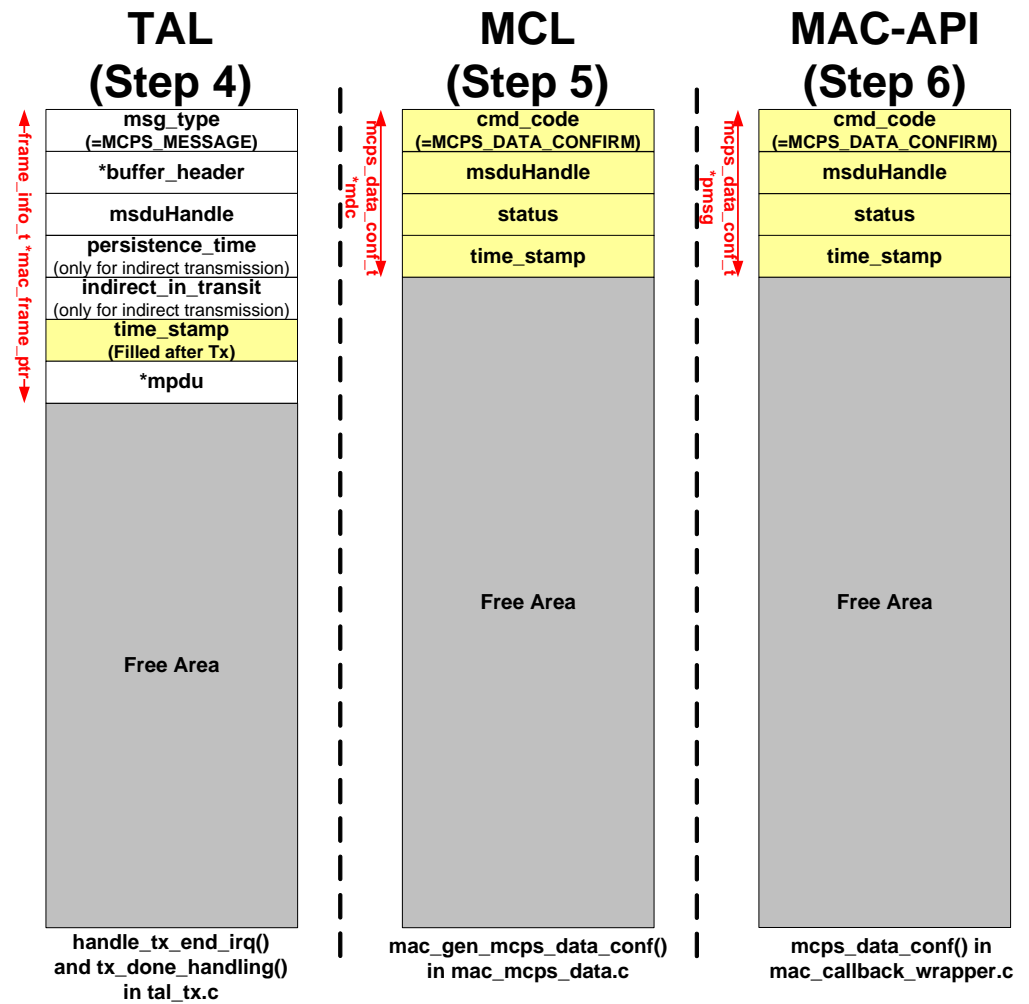 TAL
(Step 4)
frame_info_t *mac_frame_ptr
msg_type
(=MCPS_MESSAGE)
*buffer_header
msduHandle
persistence_time
(only for indirect transmission)
indirect_in_transit
(only for indirect transmission)
time_stamp
(Filled after Tx)
*mpdu
Free Area
handle_tx_end_irq()
and tx_done_handling()
in tal_tx.c
MCL
(Step 5)
mcps_data_conf_t
*mdc
cmd_code
(=MCPS_DATA_CONFIRM)
msduHandle
status
time_stamp
Free Area
mac_gen_mcps_data_conf()
in mac_mcps_data.c
MAC-API
(Step 6)
mcps_data_conf_t
*pmsg
cmd_code
(=MCPS_DATA_CONFIRM)
msduHandle
status
time_stamp
Free Area
mcps_data_conf() in
mac_callback_wrapper.c